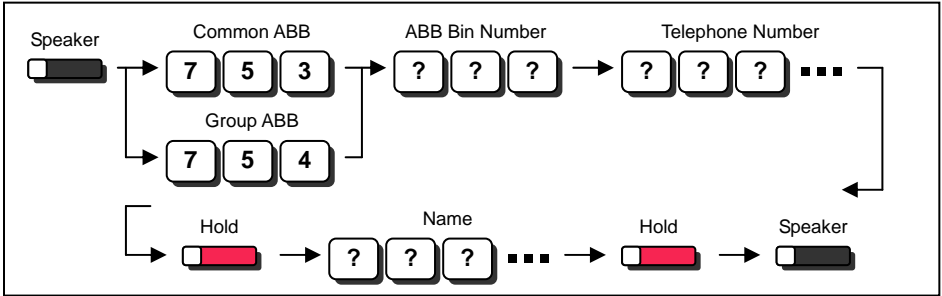 Speaker
Common ABB
7 5 3
ABB Bin Number
? ? ?
Telephone Number
? ? ?
Group ABB
7 5 4
Hold
Name
? ? ?
Hold
Speaker